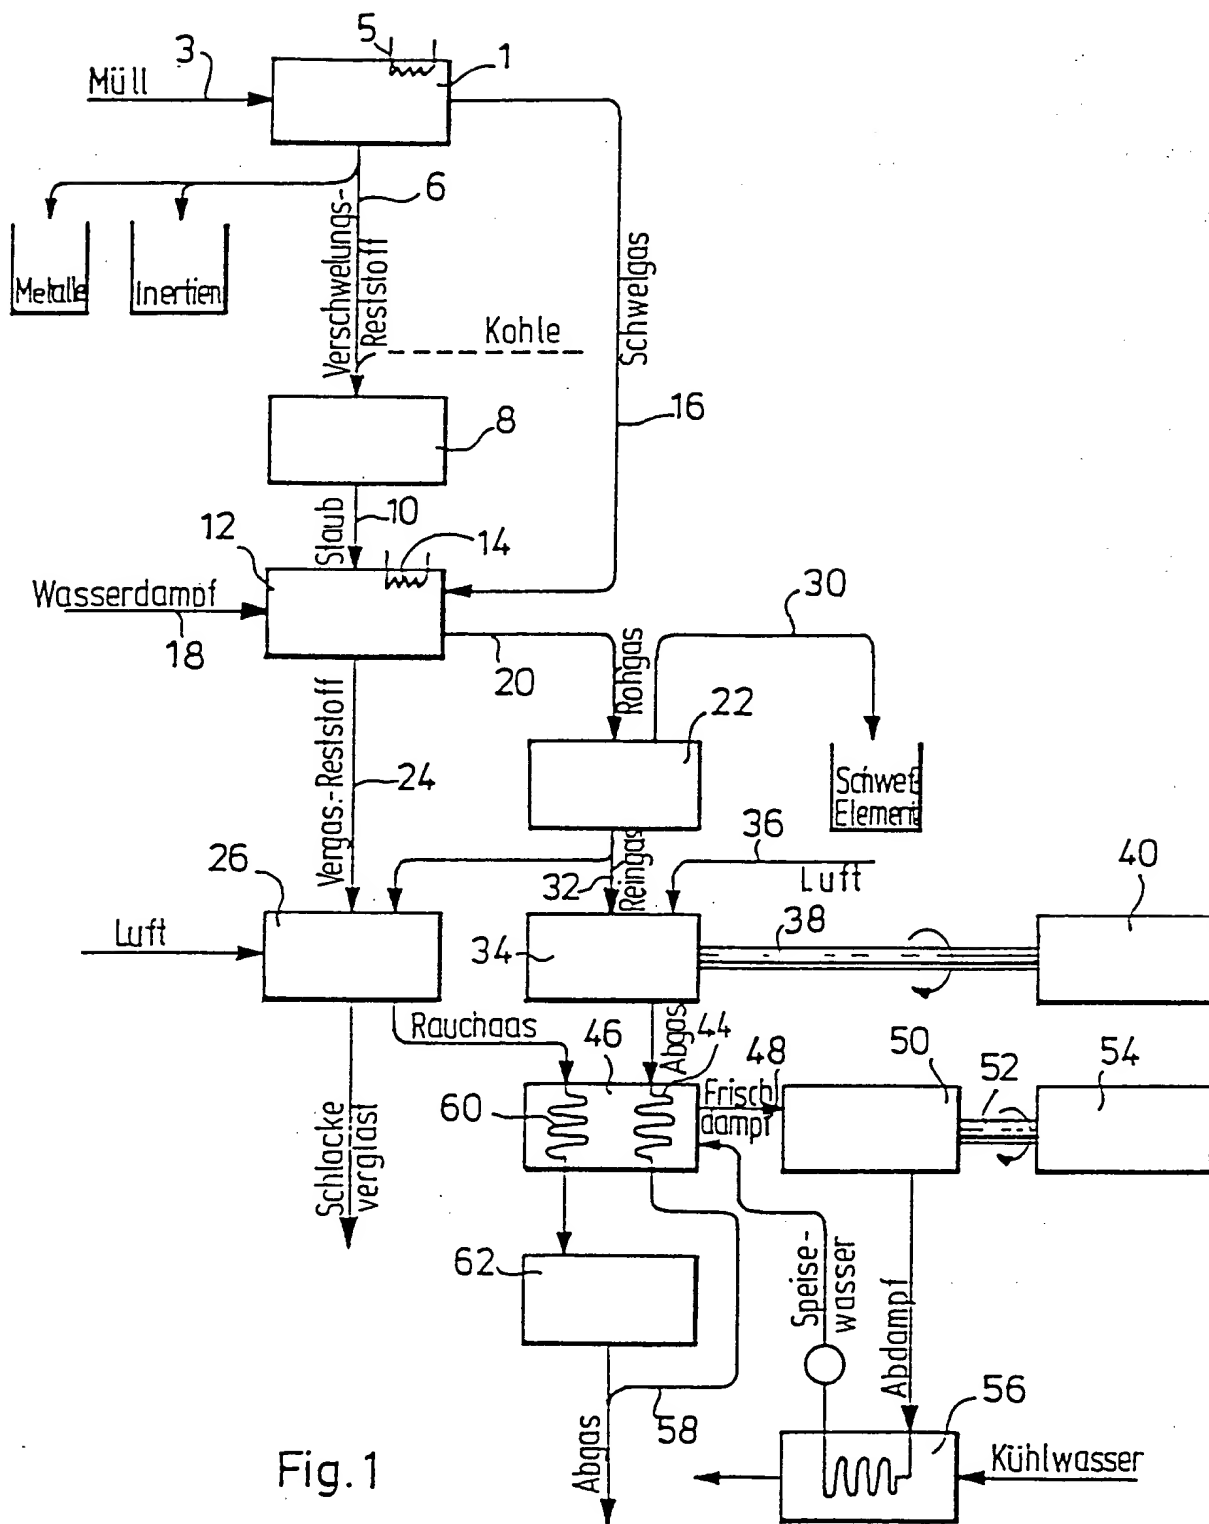 5
1
3
Müll
6
Verschwelungs-
Reststoff
Schwelgas
Metalle
Inertien
Kohle
16
8
Staub
10
12
14
Wasserdampf
18
20
Rohgas
30
22
Vergas.-Reststoff
24
Schwef.
Element.
26
32
Reingas
36
Luft
40
Luft
34
38
Rauchaas
46
Abgas
44
48
50
52
54
Frisch
dampf
60
Schlacke
verglast
62
Speise-
wasser
Abdampf
58
56
Abgas
Kühlwasser
Fig. 1